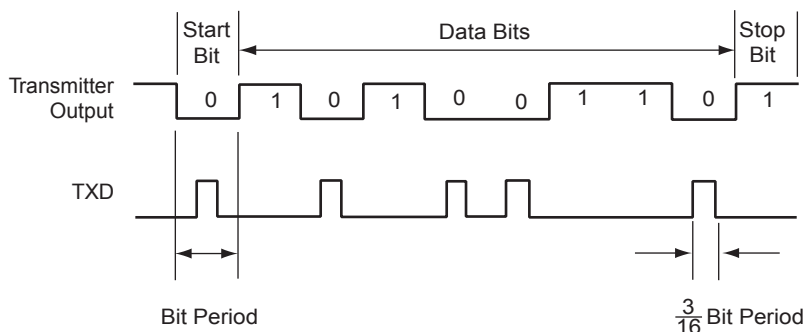 Start
Bit
Data Bits
Stop
Bit
Transmitter
Output
0 1 0 1 0 0 1 1 0 1
TXD
Bit Period
3
16 Bit Period